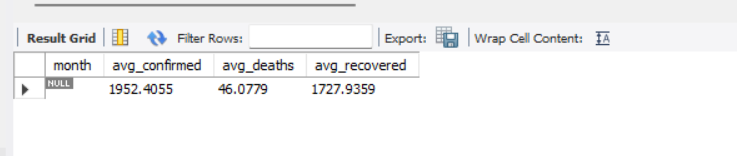 Result Grid Filter Rows: Export: Wrap Cell Content: IA
month avg_confirmed avg_deaths avg_recovered
NULL 1952.4055 46.0779 1727.9359